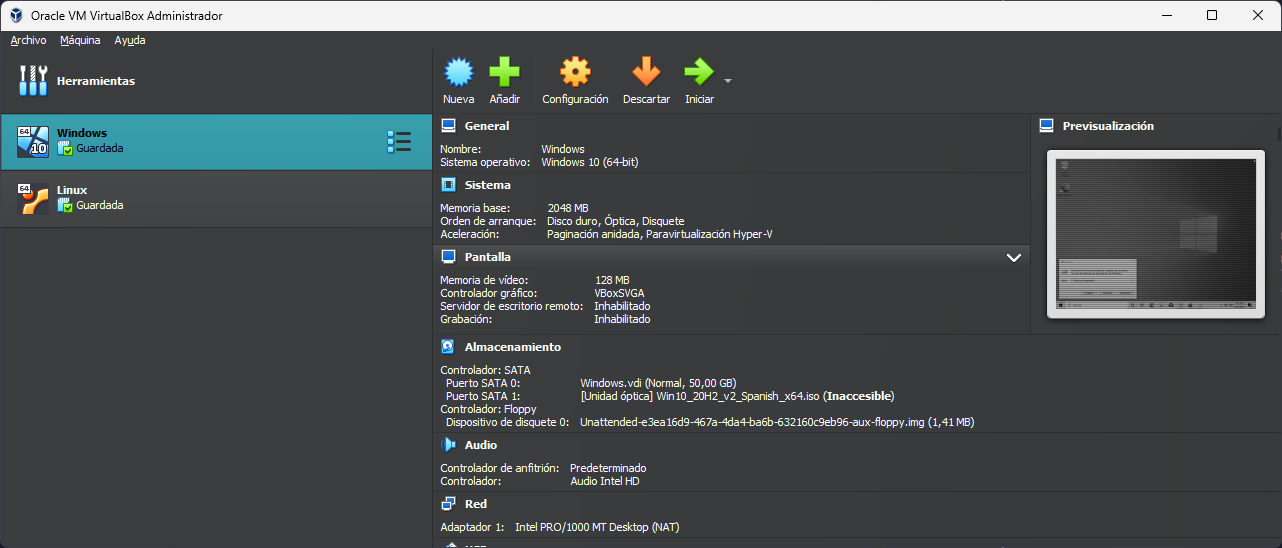 Oracle VM VirtualBox Administrador
Archivo Máquina Ayuda
Herramientas
Nueva Añadir Configuración Descartar Iniciar
64
10
Windows
Guardada
64
Linux
Guardada
General
Nombre: Windows
Sistema operativo: Windows 10 (64-bit)
Sistema
Memoria base: 2048 MB
Orden de arranque: Disco duro, Óptica, Disquete
Aceleración: Paginación anidada, Paravirtualización Hyper-V
Pantalla
Memoria de vídeo: 128 MB
Controlador gráfico: VBoxSVGA
Servidor de escritorio remoto: Inhabilitado
Grabación: Inhabilitado
Previsualización
Almacenamiento
Controlador: SATA
Puerto SATA 0: Windows.vdi (Normal, 50,00 GB)
Puerto SATA 1: [Unidad óptica] Win10_20H2_v2_Spanish_x64.iso (Inaccesible)
Controlador: Floppy
Dispositivo de disquete 0: Unattended-e3ea16d9-467a-4da4-ba6b-632160c9eb96-aux-floppy.img (1,41 MB)
Audio
Controlador de anfitrión: Predeterminado
Controlador: Audio Intel HD
Red
Adaptador 1: Intel PRO/1000 MT Desktop (NAT)